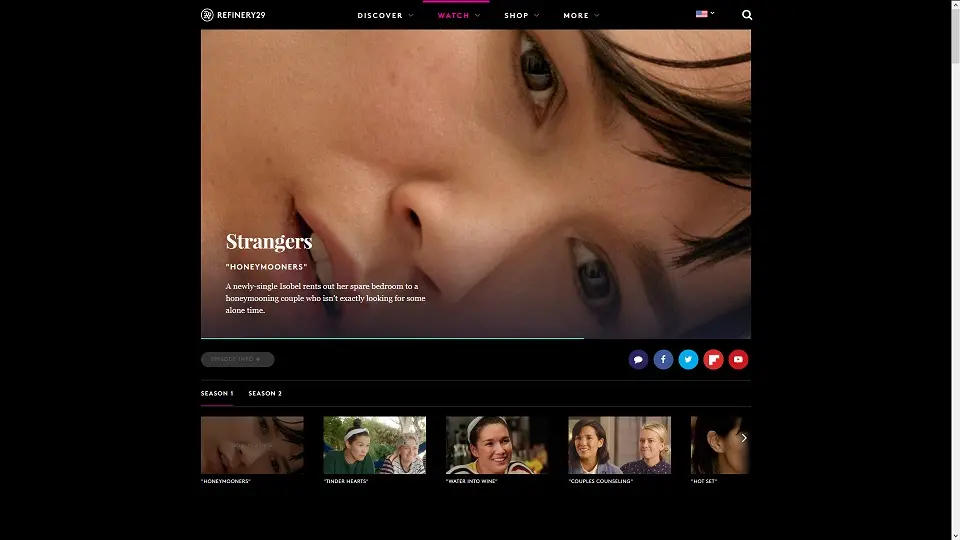 REFINERY29
DISCOVER
WATCH
SHOP
MORE
Strangers
"HONEYMOONERS"
A newly-single Isobel rents out her spare bedroom to a
honeymooning couple who isn't exactly looking for some
alone time.
EPISODE INFO +
SEASON 1
SEASON 2
"HONEYMOONERS"
"TINDER HEARTS"
"WATER INTO WINE"
"COUPLES COUNSELING"
"HOT SET"